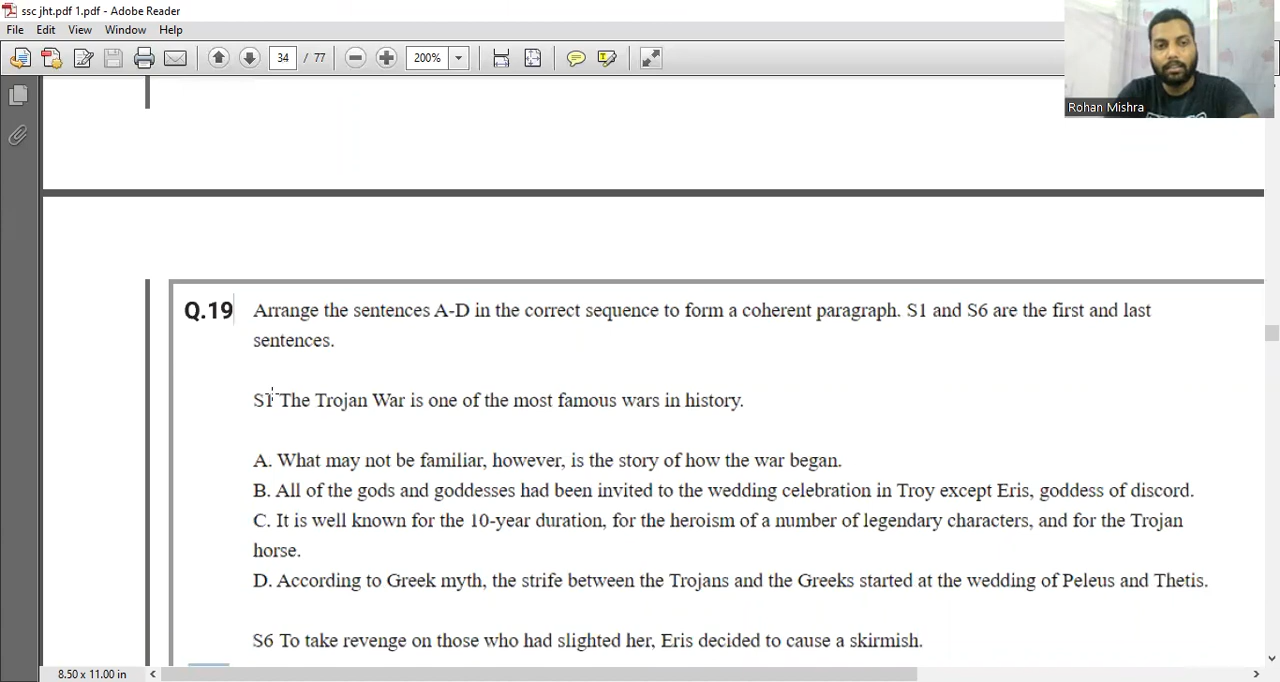 ssc jht.pdf 1.pdf - Adobe Reader
File Edit View Window Help
34 / 77 200%
Rohan Mishra
Q.19 Arrange the sentences A-D in the correct sequence to form a coherent paragraph. S1 and S6 are the first and last
sentences.
S1 The Trojan War is one of the most famous wars in history.
A. What may not be familiar, however, is the story of how the war began.
B. All of the gods and goddesses had been invited to the wedding celebration in Troy except Eris, goddess of discord.
C. It is well known for the 10-year duration, for the heroism of a number of legendary characters, and for the Trojan
horse.
D. According to Greek myth, the strife between the Trojans and the Greeks started at the wedding of Peleus and Thetis.
S6 To take revenge on those who had slighted her, Eris decided to cause a skirmish.
8.50 x 11.00 in